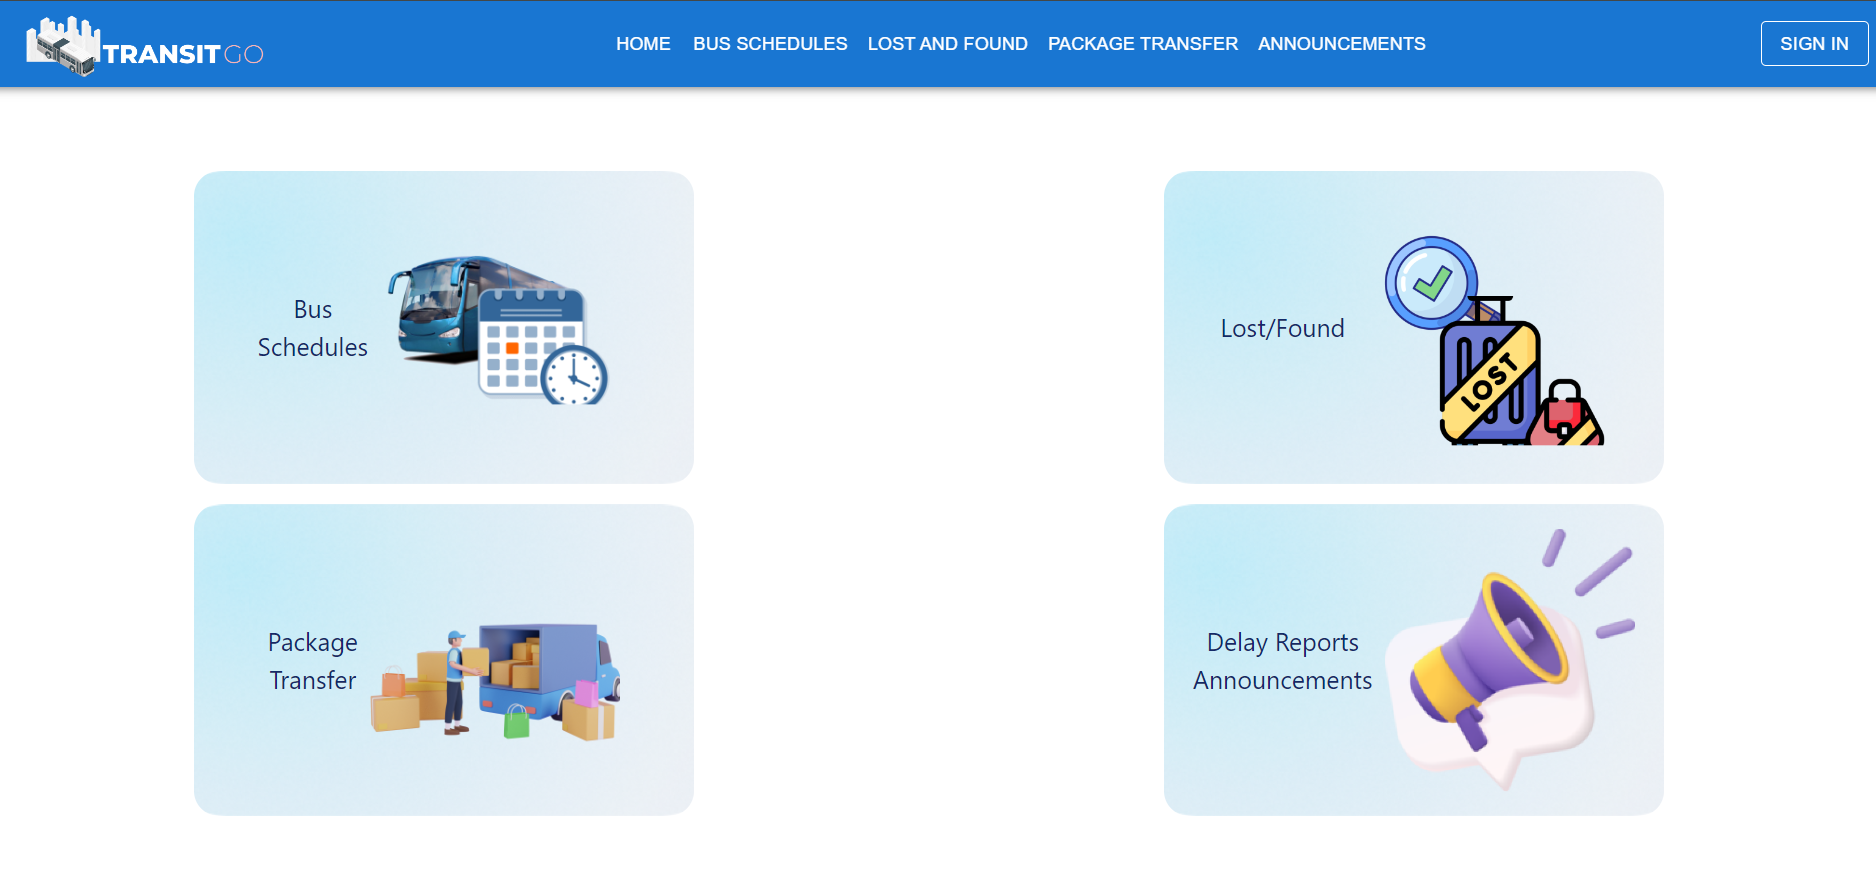 TRANSITGO
HOME BUS SCHEDULES LOST AND FOUND PACKAGE TRANSFER ANNOUNCEMENTS
SIGN IN
Bus
Schedules
Lost/Found
LOST
Package
Transfer
Delay Reports
Announcements